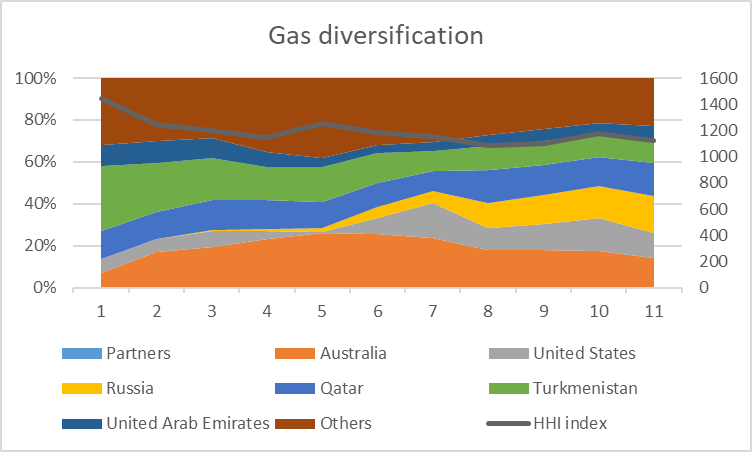 Gas diversification
100% 1600
80% 1400
1200
60% 1000
800
40% 600
20% 400
200
0% 0
1 2 3 4 5 6 7 8 9 10 11
Partners Australia United States
Russia Qatar Turkmenistan
United Arab Emirates Others HHI index